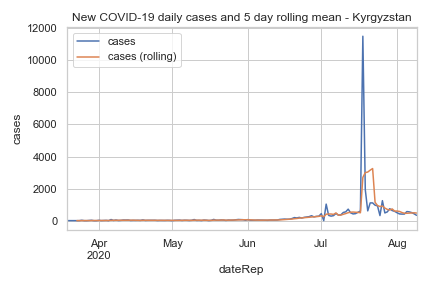 New COVID-19 daily cases and 5 day rolling mean - Kyrgyzstan
cases
cases (rolling)
12000
10000
8000
6000
4000
2000
0
cases
Apr
2020
May
Jun
Jul
Aug
dateRep